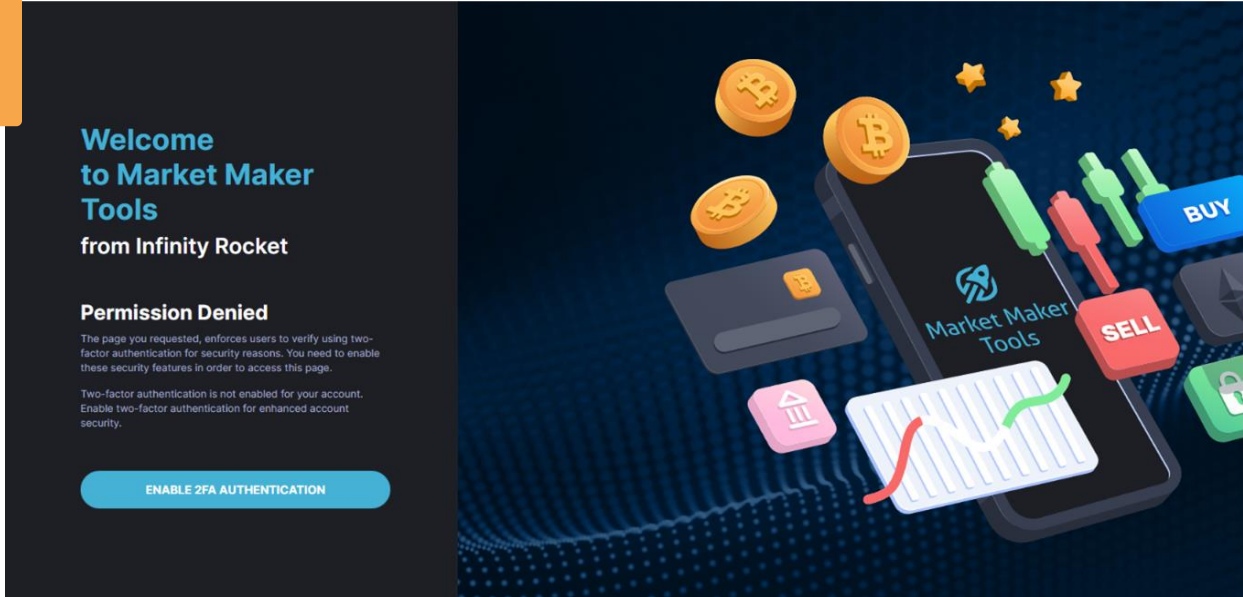 Welcome
to Market Maker
Tools
from Infinity Rocket
Permission Denied
The page you requested, enforces users to verify using two-
factor authentication for security reasons. You need to enable
these security features in order to access this page.
Two-factor authentication is not enabled for your account.
Enable two-factor authentication for enhanced account
security.
ENABLE 2FA AUTHENTICATION
BUY
SELL
Market Maker
Tools